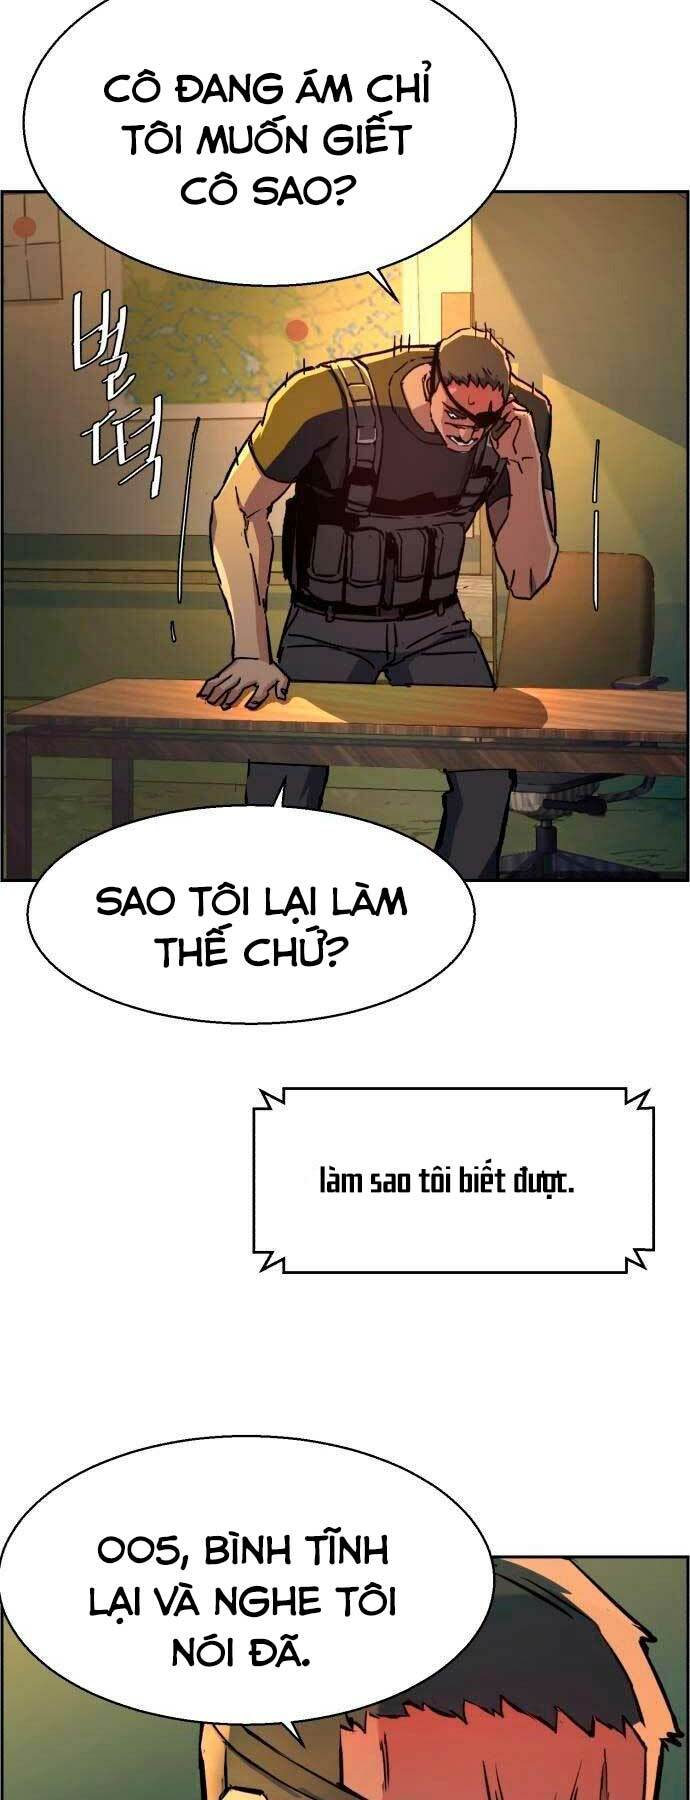 CÔ ĐANG ÁM CHỈ
TÔI MUỐN GIẾT
CÔ SAO?
벌떡
SAO TÔI LẠI LÀM
THẾ CHỨ?
làm sao tôi biết được.
005, BÌNH TĨNH
LẠI VÀ NGHE TÔI
NÓI ĐÃ.